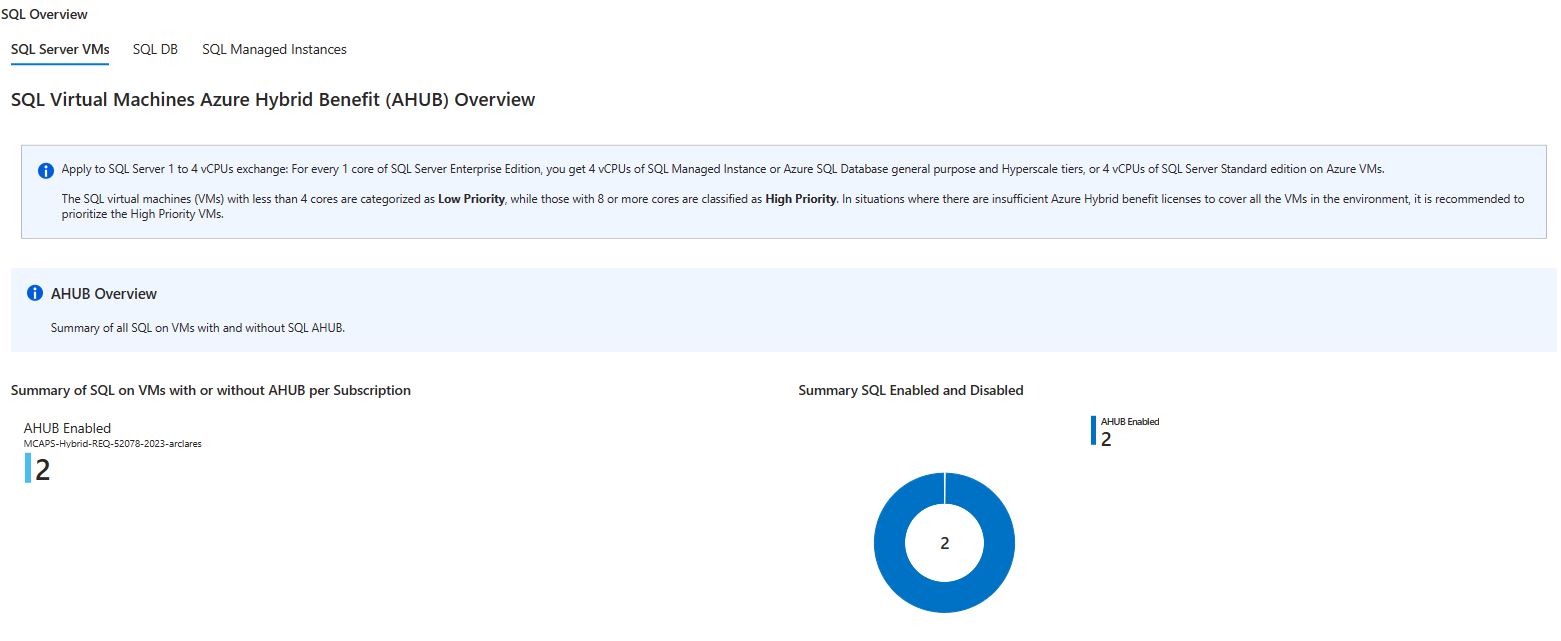 SQL Overview
SQL Server VMs SQL DB SQL Managed Instances
SQL Virtual Machines Azure Hybrid Benefit (AHUB) Overview
Apply to SQL Server 1 to 4 vCPUs exchange: For every 1 core of SQL Server Enterprise Edition, you get 4 vCPUs of SQL Managed Instance or Azure SQL Database general purpose and Hyperscale tiers, or 4 vCPUs of SQL Server Standard edition on Azure VMs.
The SQL virtual machines (VMs) with less than 4 cores are categorized as Low Priority, while those with 8 or more cores are classified as High Priority. In situations where there are insufficient Azure Hybrid benefit licenses to cover all the VMs in the environment, it is recommended to
prioritize the High Priority VMs.
AHUB Overview
Summary of all SQL on VMs with and without SQL AHUB.
Summary of SQL on VMs with or without AHUB per Subscription
AHUB Enabled
MCAPS-Hybrid-REQ-52078-2023-arclares
2
Summary SQL Enabled and Disabled
AHUB Enabled
2
2